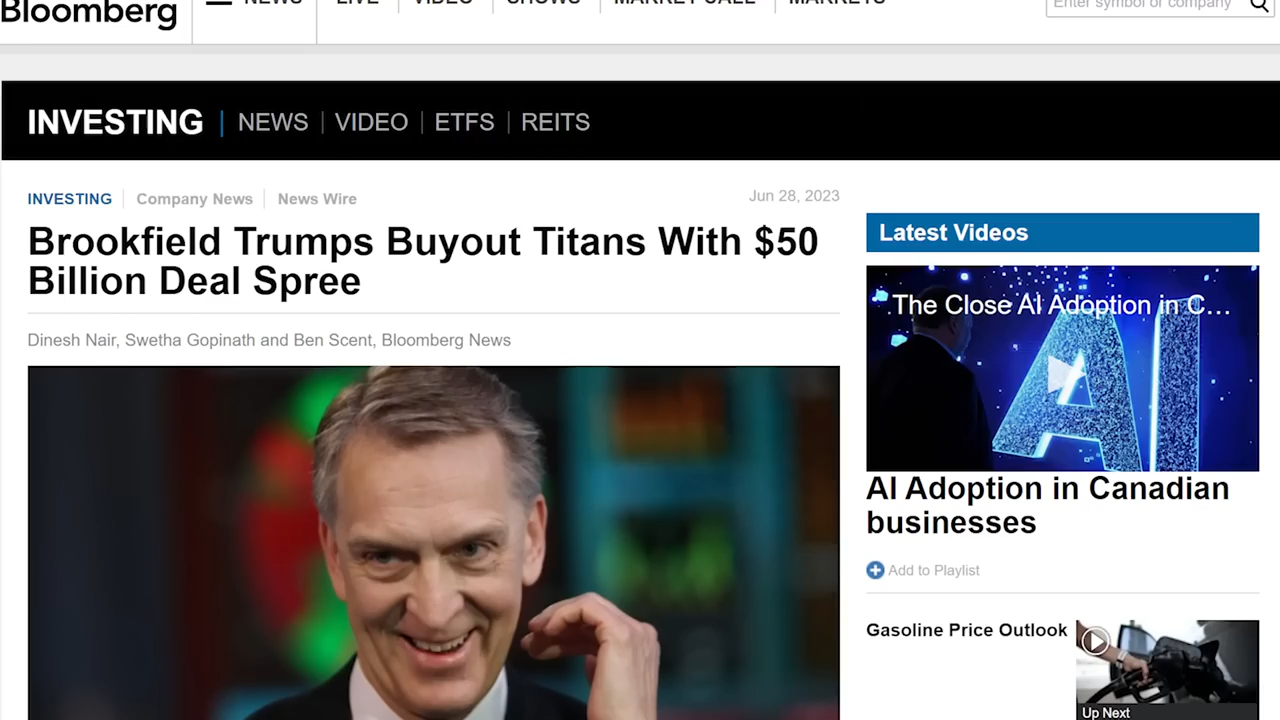 Bloomberg
NEWS
LIVE
VIDEO
SHOWS
MARKET CALL
MARKETS
Enter symbol or company
INVESTING | NEWS | VIDEO | ETFS | REITS
INVESTING
Company News
News Wire
Jun 28, 2023
Brookfield Trumps Buyout Titans With $50
Billion Deal Spree
Dinesh Nair, Swetha Gopinath and Ben Scent, Bloomberg News
Latest Videos
The Close AI Adoption in C...
AI
AI Adoption in Canadian
businesses
Add to Playlist
Gasoline Price Outlook
Up Next